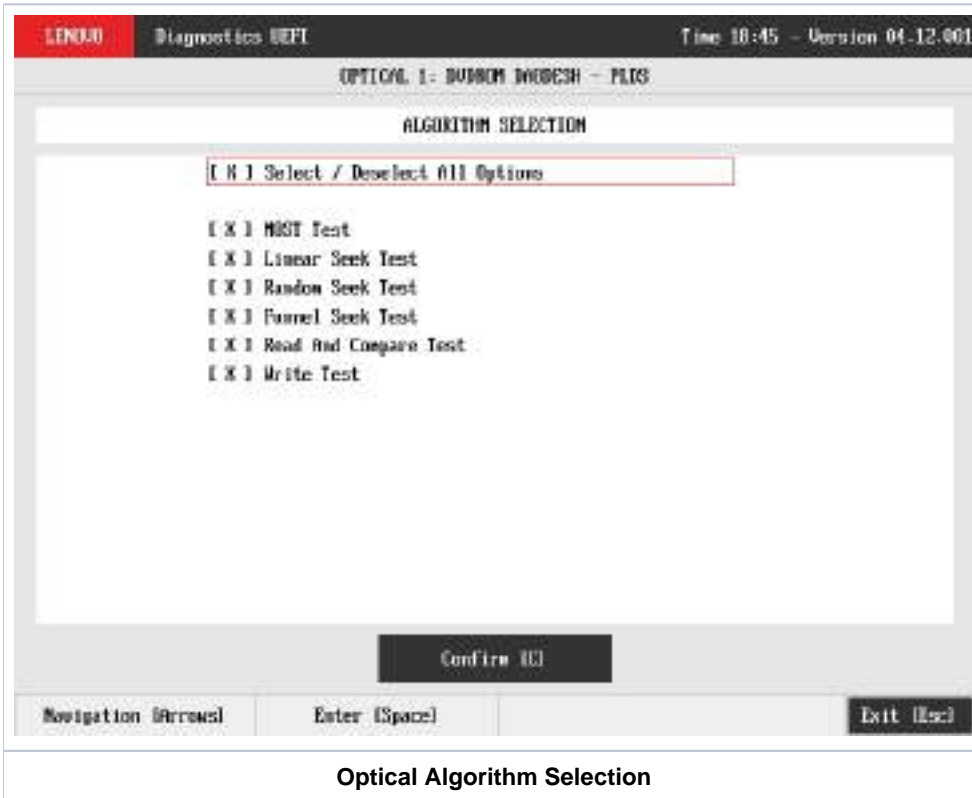 LENOVO Diagnostics UEFI Time 18:45 - Version 04.12.001
OPTICAL 1: DVDROM - PLDS
ALGORITHM SELECTION
[ X ] Select / Deselect All Options
[ X ] MOST Test
[ X ] Linear Seek Test
[ X ] Random Seek Test
[ X ] Funnel Seek Test
[ X ] Read And Compare Test
[ X ] Write Test
Confirm [C]
Navigation [Arrows] Enter [Space] Exit [Esc]
Optical Algorithm Selection